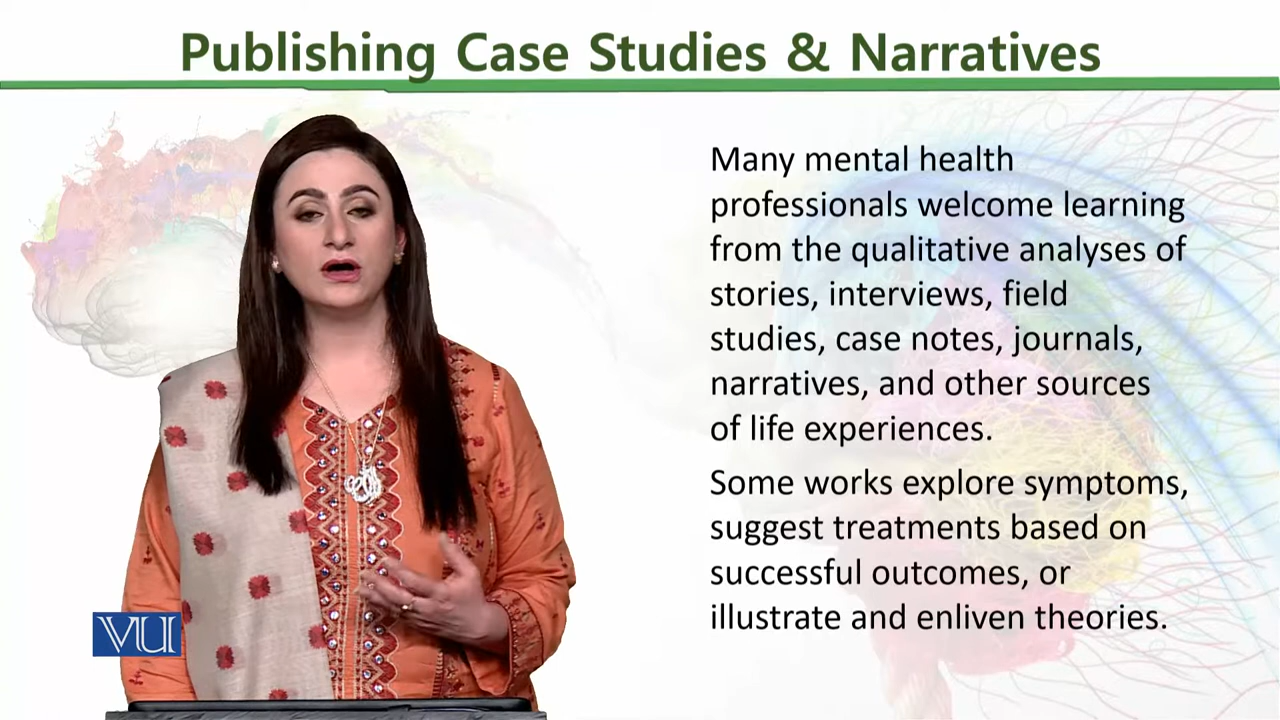 Publishing Case Studies & Narratives
Many mental health
professionals welcome learning
from the qualitative analyses of
stories, interviews, field
studies, case notes, journals,
narratives, and other sources
of life experiences.
Some works explore symptoms,
suggest treatments based on
successful outcomes, or
illustrate and enliven theories.
VU